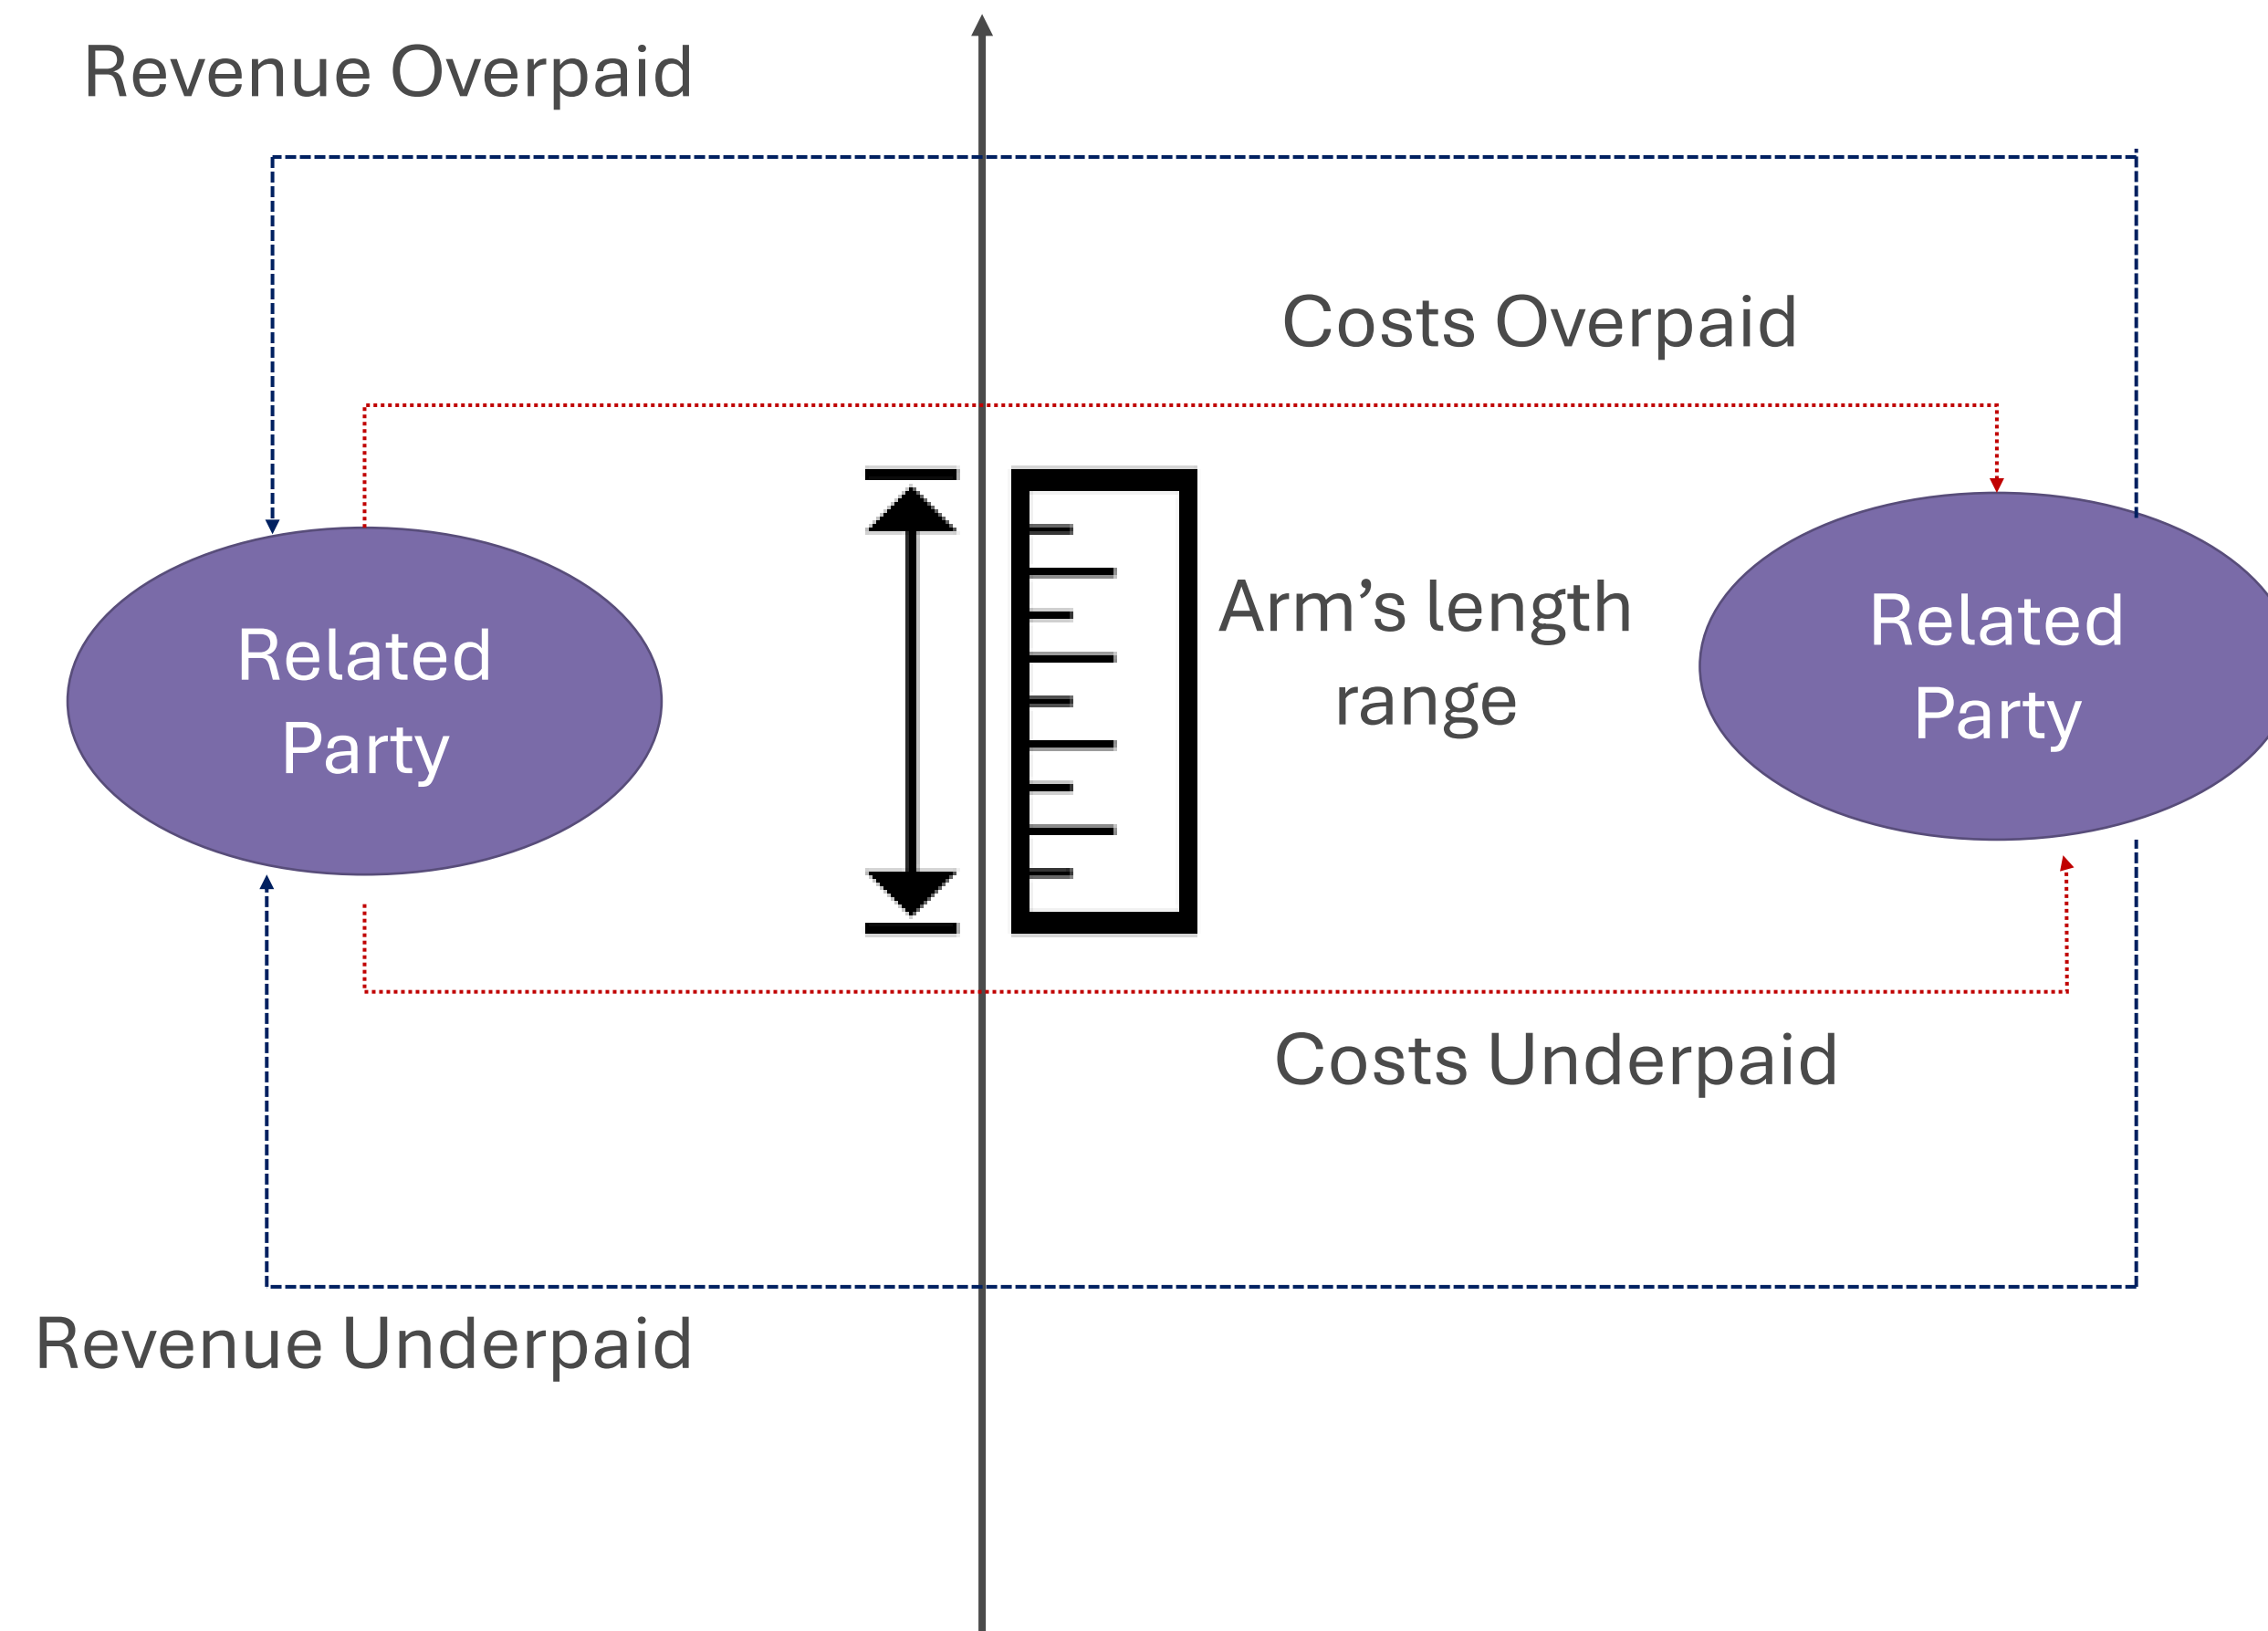 Revenue Overpaid
Costs Overpaid
Related
Party
Arm’s length
range
Related
Party
Costs Underpaid
Revenue Underpaid